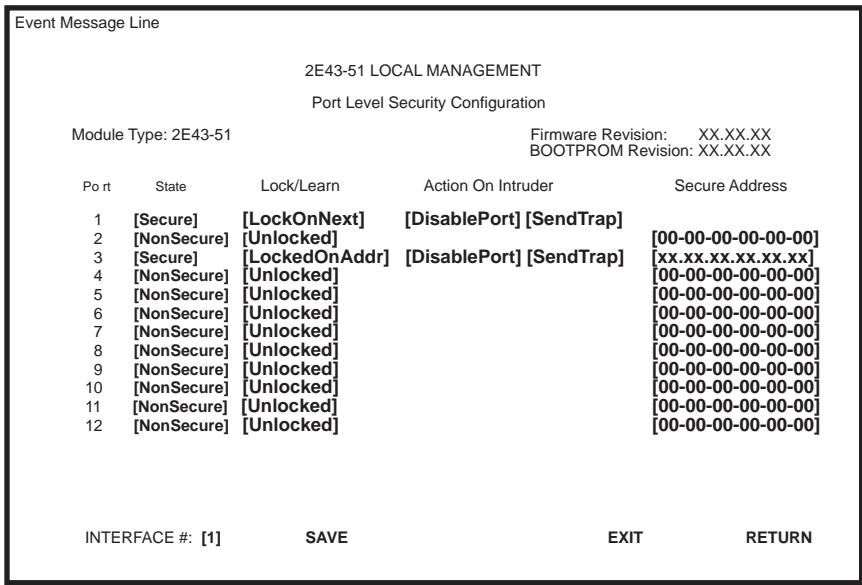 Event Message Line
2E43-51 LOCAL MANAGEMENT
Port Level Security Configuration
Module Type: 2E43-51 Firmware Revision: XX.XX.XX
BOOTPROM Revision: XX.XX.XX
Po rt State Lock/Learn Action On Intruder Secure Address
1 [Secure] [LockOnNext] [DisablePort] [SendTrap]
2 [NonSecure] [Unlocked] [00-00-00-00-00-00]
3 [Secure] [LockedOnAddr] [DisablePort] [SendTrap] [xx.xx.xx.xx.xx.xx]
4 [NonSecure] [Unlocked] [00-00-00-00-00-00]
5 [NonSecure] [Unlocked] [00-00-00-00-00-00]
6 [NonSecure] [Unlocked] [00-00-00-00-00-00]
7 [NonSecure] [Unlocked] [00-00-00-00-00-00]
8 [NonSecure] [Unlocked] [00-00-00-00-00-00]
9 [NonSecure] [Unlocked] [00-00-00-00-00-00]
10 [NonSecure] [Unlocked] [00-00-00-00-00-00]
11 [NonSecure] [Unlocked] [00-00-00-00-00-00]
12 [NonSecure] [Unlocked] [00-00-00-00-00-00]
INTERFACE #: [1] SAVE EXIT RETURN